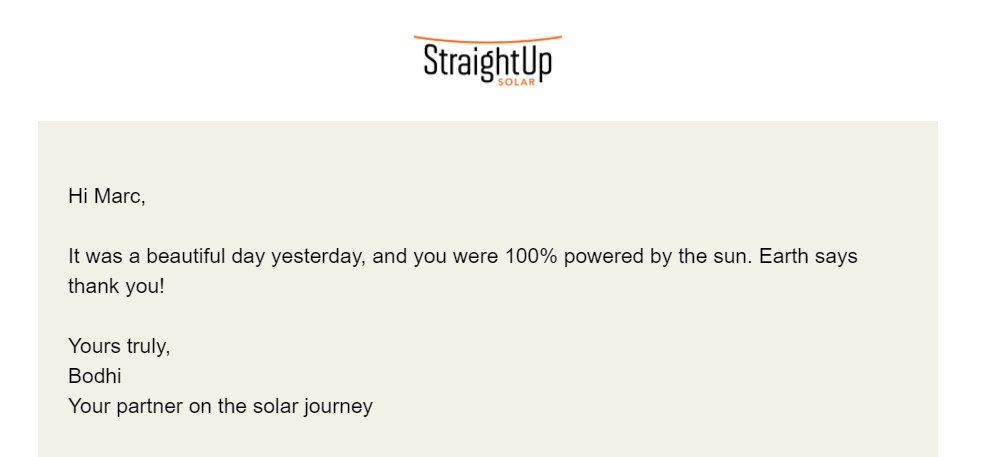 StraightUp
SOLAR
Hi Marc,
It was a beautiful day yesterday, and you were 100% powered by the sun. Earth says
thank you!
Yours truly,
Bodhi
Your partner on the solar journey